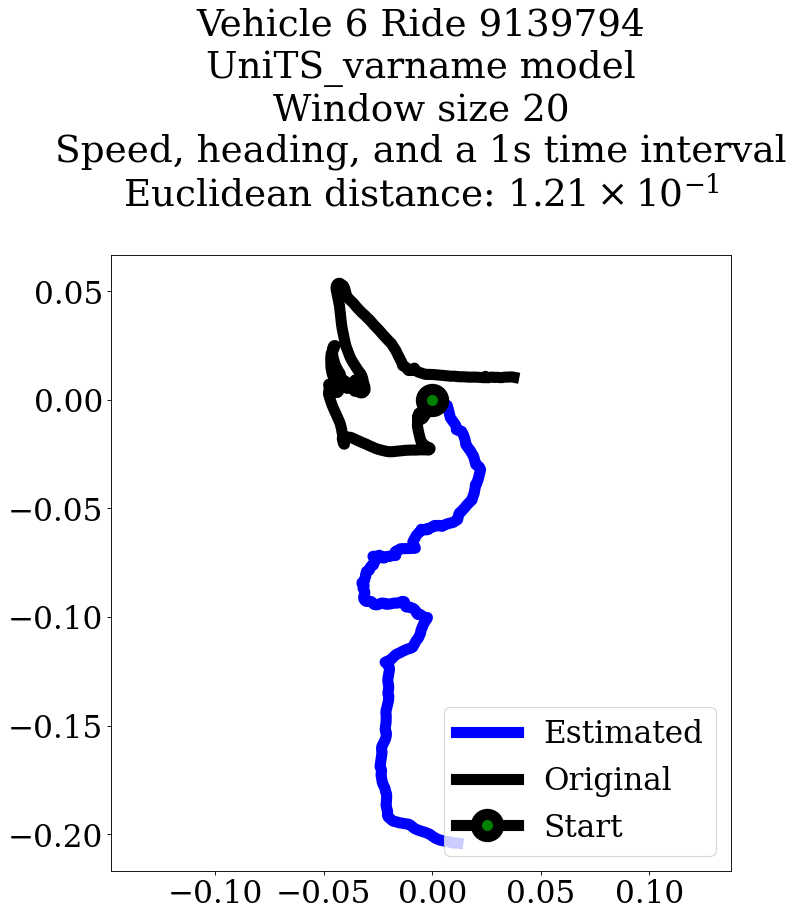 Vehicle 6 Ride 9139794
UniTS_varname model
Window size 20
Speed, heading, and a 1s time interval
Euclidean distance: 1.21 × 10⁻¹
0.05
0.00
−0.05
−0.10
−0.15
−0.20
Estimated
Original
Start
−0.10 −0.05 0.00 0.05 0.10